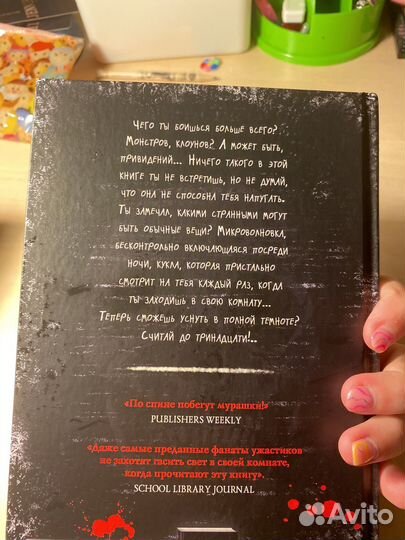 Чего ты боишься больше всего?
Монстров, клоунов? А может быть,
привидений... Ничего такого в этой
книге ты не встретишь, но не думай,
что она не способна тебя напугать.
Ты замечал, какими странными могут
быть обычные вещи? Микроволновка,
бесконтрольно включающаяся посреди
ночи, кукла, которая пристально
смотрит на тебя каждый раз, когда
ты заходишь в свою комнату...
Теперь сможешь уснуть в полной темноте?
Считай до тринадцати!..
«По спине побегут мурашки!»
PUBLISHERS WEEKLY
«Даже самые преданные фанаты ужастиков
не захотят гасить свет в своей комнате,
когда прочитают эту книгу».
SCHOOL LIBRARY JOURNAL
Avito